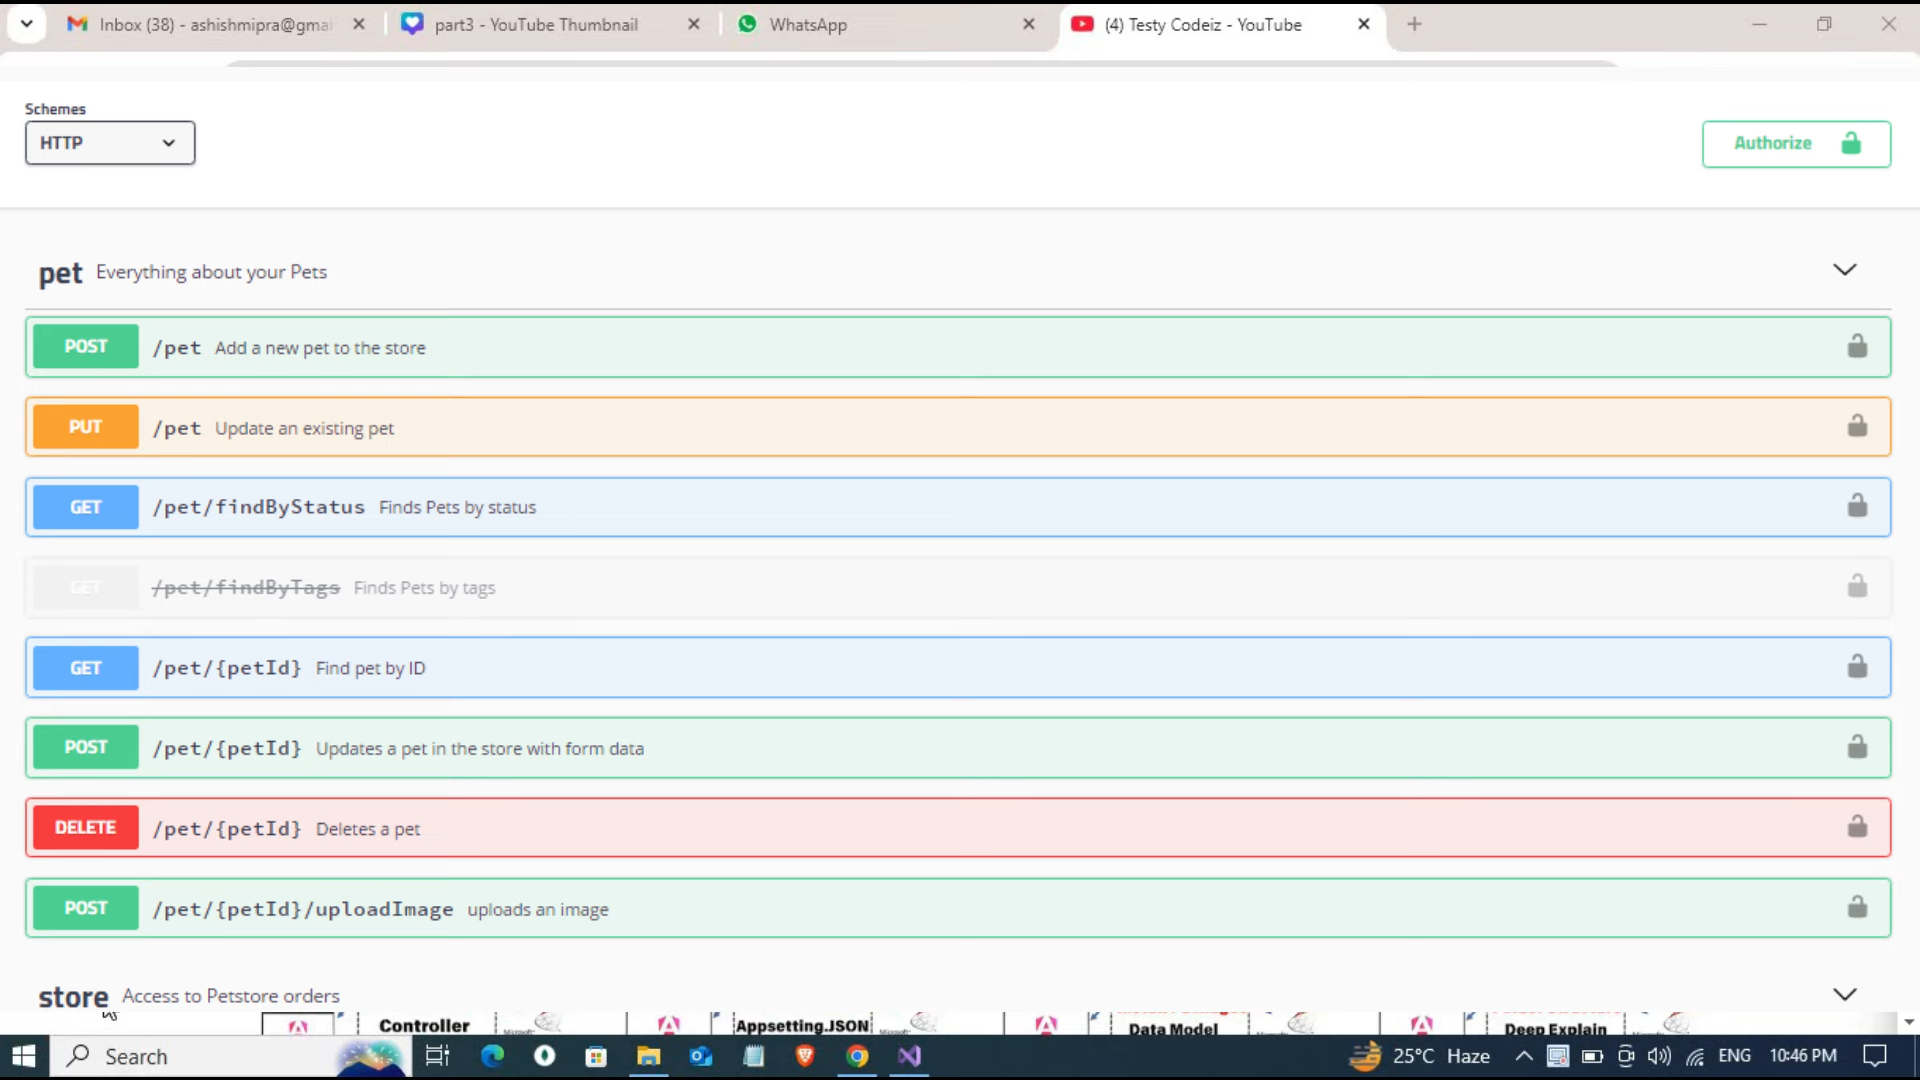 Inbox (38) - ashishmipra@gmai
part3 - YouTube Thumbnail
WhatsApp
(4) Testy Codeiz - YouTube
Schemes
HTTP
Authorize
pet Everything about your Pets
POST /pet Add a new pet to the store
PUT /pet Update an existing pet
GET /pet/findByStatus Finds Pets by status
GET /pet/findByTags Finds Pets by tags
GET /pet/{petId} Find pet by ID
POST /pet/{petId} Updates a pet in the store with form data
DELETE /pet/{petId} Deletes a pet
POST /pet/{petId}/uploadImage uploads an image
store Access to Petstore orders
Controller
Appsetting.JSON
Data Model
Deep Explain
Search
25°C Haze
ENG
10:46 PM